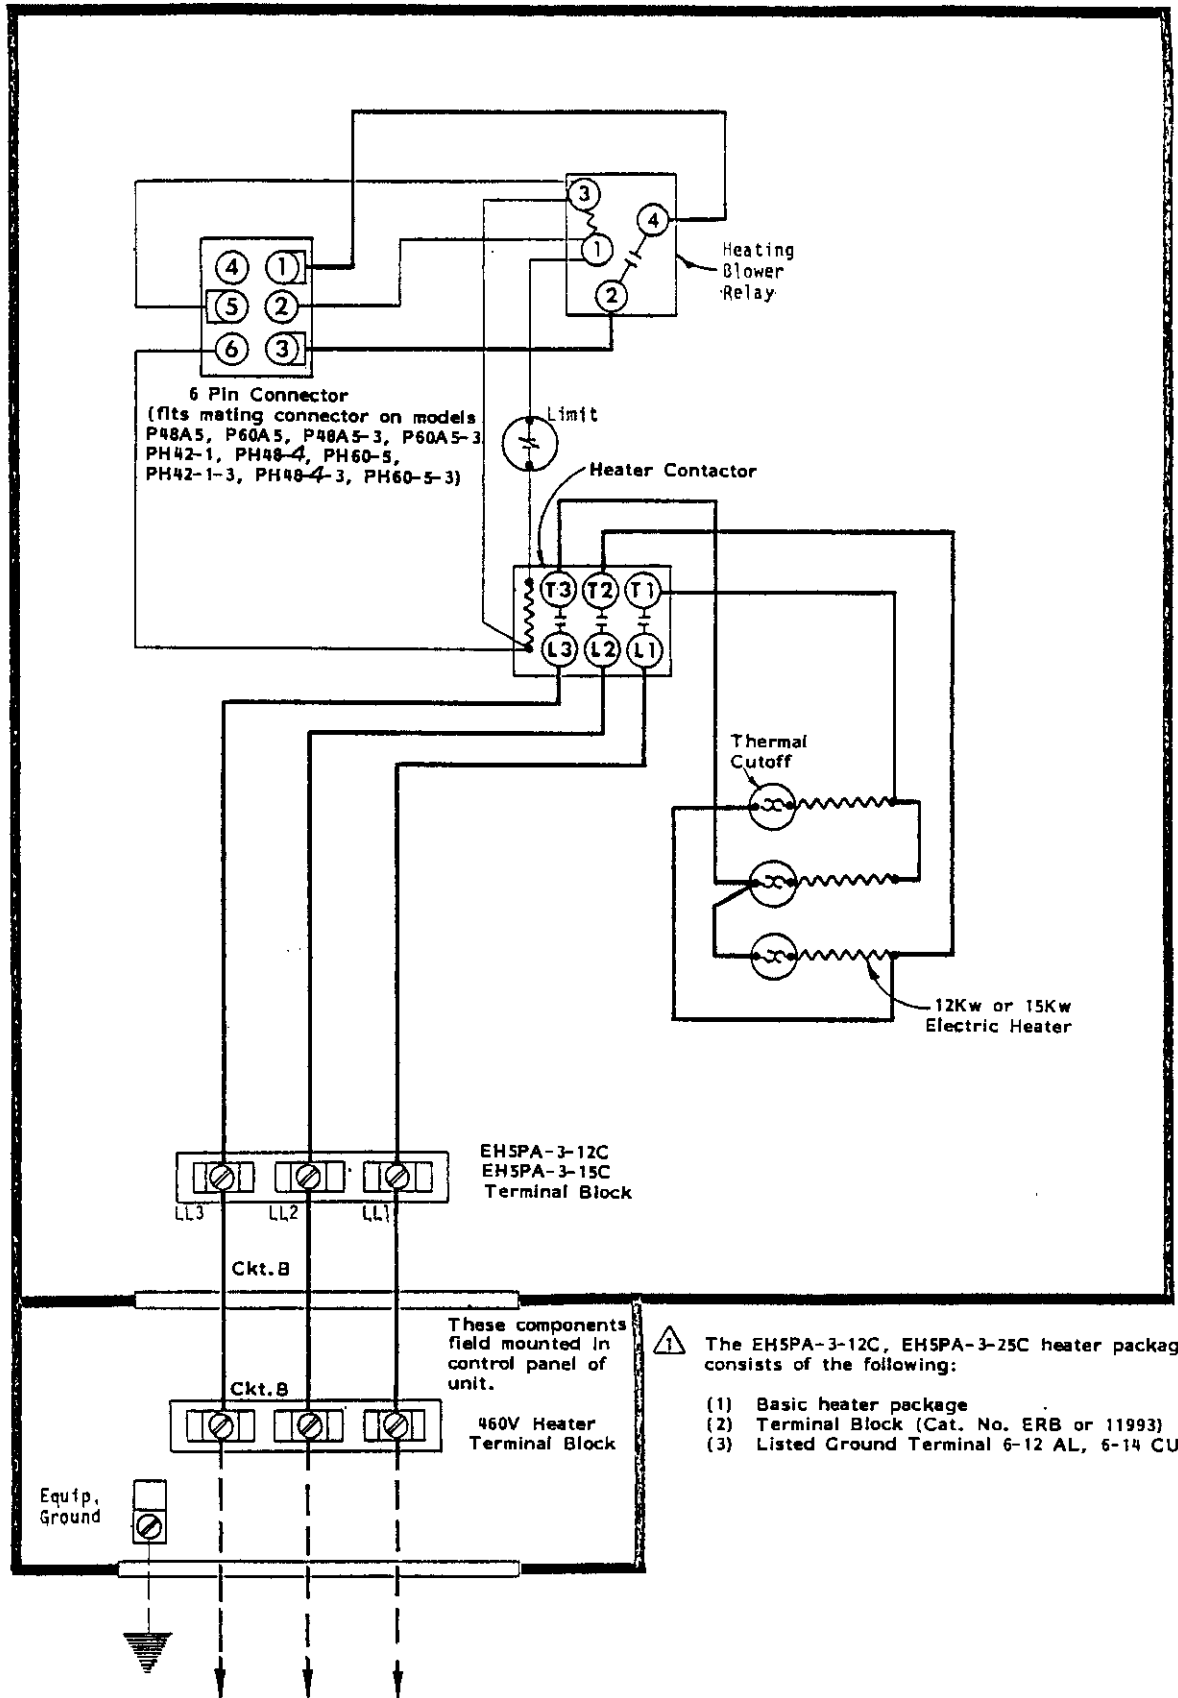 3
4
1
2
Heating
Blower
Relay
4 1
5 2
6 3
6 Pin Connector
(fits mating connector on models
P48A5, P60A5, P48A5-3, P60A5-3
PH42-1, PH48-4, PH60-5,
PH42-1-3, PH48-4-3, PH60-5-3)
Limit
Heater Contactor
T3 T2 T1
L3 L2 L1
Thermal
Cutoff
12Kw or 15Kw
Electric Heater
EH5PA-3-12C
EH5PA-3-15C
Terminal Block
LL3 LL2 LL1
Ckt.B
These components
field mounted in
control panel of
unit.
Ckt.B
460V Heater
Terminal Block
Equip.
Ground
1 The EH5PA-3-12C, EH5PA-3-25C heater packag
consists of the following:
(1) Basic heater package
(2) Terminal Block (Cat. No. ERB or 11993)
(3) Listed Ground Terminal 6-12 AL, 6-14 CU